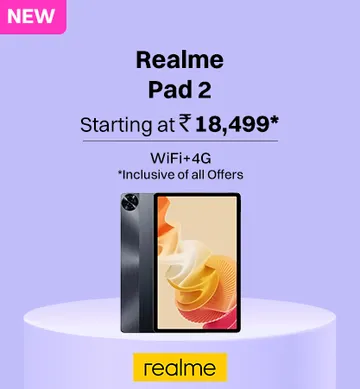 NEW
Realme
Pad 2
Starting at ₹ 18,499*
WiFi+4G
*Inclusive of all Offers
realme